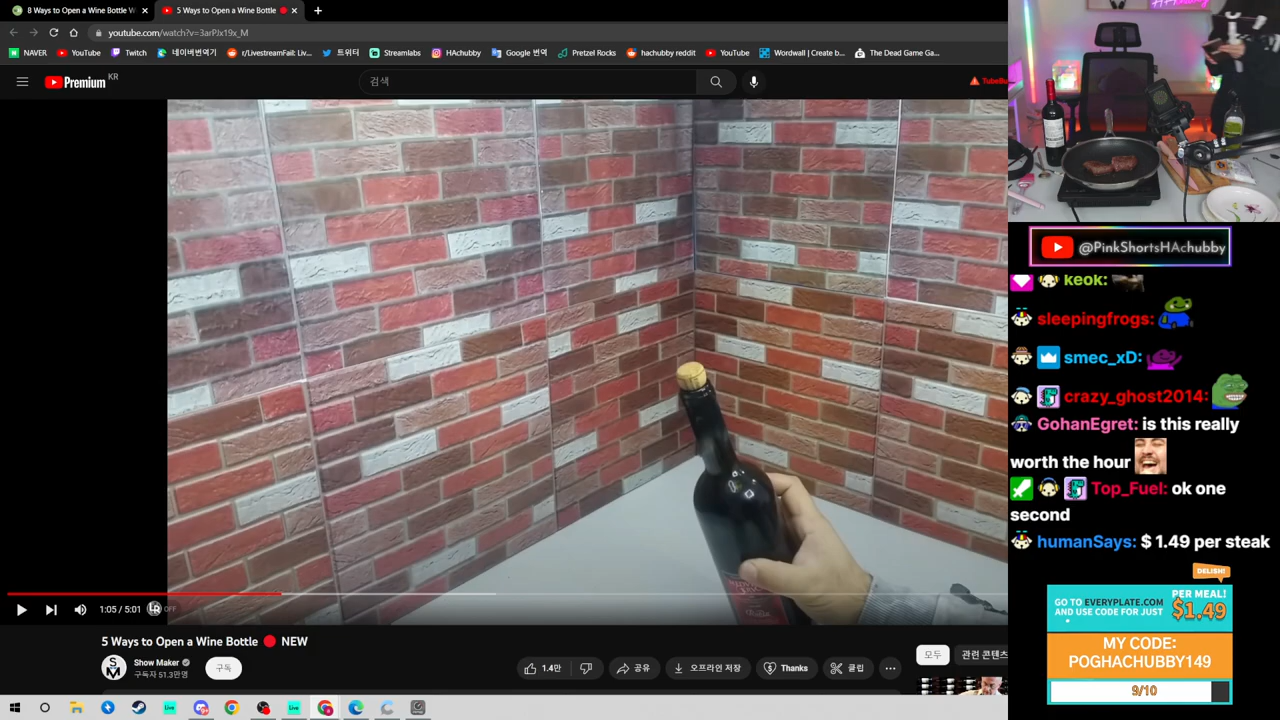 8 Ways to Open a Wine Bottle W
5 Ways to Open a Wine Bottle
youtube.com/watch?v=3arPJx19x_M
NAVER
YouTube
Twitch
네이버번역기
r/LivestreamFail: Liv...
트위터
Streamlabs
HAchubby
Google 번역
Pretzel Rocks
hachubby reddit
YouTube
Wordwall | Create b...
The Dead Game Ga...
Premium KR
검색
1:05 / 5:01
OFF
5 Ways to Open a Wine Bottle 🔴 NEW
Show Maker
구독자 51.3만명
구독
1.4만
공유
오프라인 저장
Thanks
클립
모두
관련 콘텐츠
@PinkShortsHAchubby
keok:
sleepingfrogs:
smec_xD:
crazy_ghost2014:
GohanEgret: is this really
worth the hour
Top_Fuel: ok one
second
humanSays: $ 1.49 per steak
DELISH!
GO TO EVERYPLATE.COM
AND USE CODE FOR JUST
PER MEAL!
$1.49
MY CODE:
POGHACHUBBY149
9/10
Live
Live